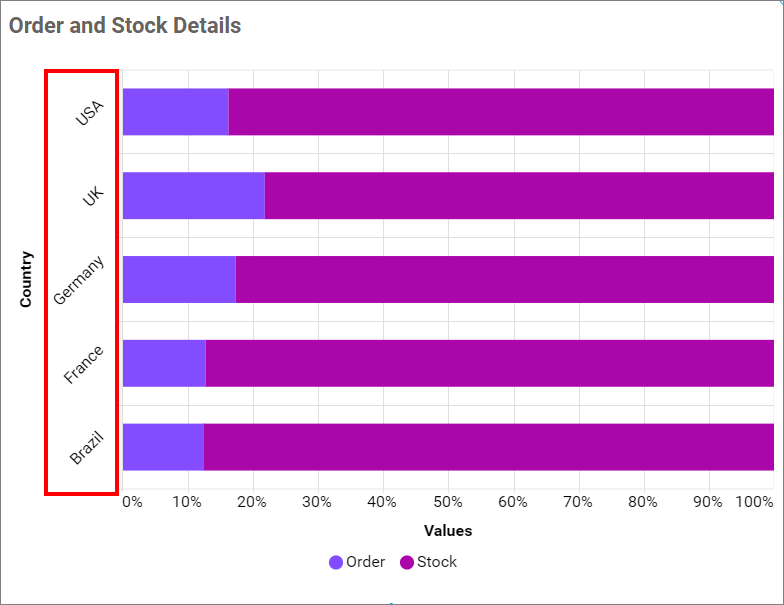 Order and Stock Details
USA
UK
Germany
France
Brazil
Country
0% 10% 20% 30% 40% 50% 60% 70% 80% 90% 100%
Values
Order Stock